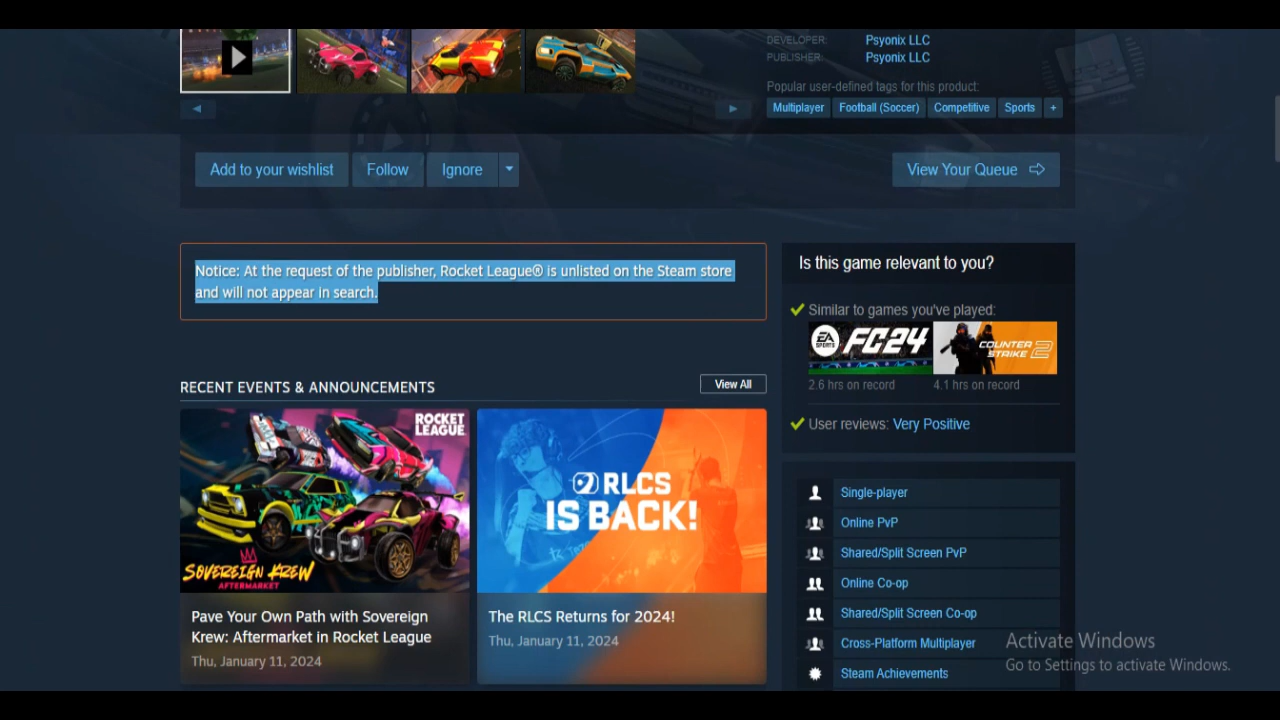 DEVELOPER: Psyonix LLC
PUBLISHER: Psyonix LLC
Popular user-defined tags for this product:
Multiplayer Football (Soccer) Competitive Sports +
Add to your wishlist Follow Ignore View Your Queue
Notice: At the request of the publisher, Rocket League® is unlisted on the Steam store
and will not appear in search.
Is this game relevant to you?
Similar to games you've played:
EA SPORTS FC24
COUNTER STRIKE 2
2.6 hrs on record 4.1 hrs on record
User reviews: Very Positive
RECENT EVENTS & ANNOUNCEMENTS View All
ROCKET
LEAGUE
SOVEREIGN KREW
AFTERMARKET
Pave Your Own Path with Sovereign
Krew: Aftermarket in Rocket League
Thu, January 11, 2024
RLCS
IS BACK!
The RLCS Returns for 2024!
Thu, January 11, 2024
Single-player
Online PvP
Shared/Split Screen PvP
Online Co-op
Shared/Split Screen Co-op
Cross-Platform Multiplayer
Steam Achievements
Activate Windows
Go to Settings to activate Windows.